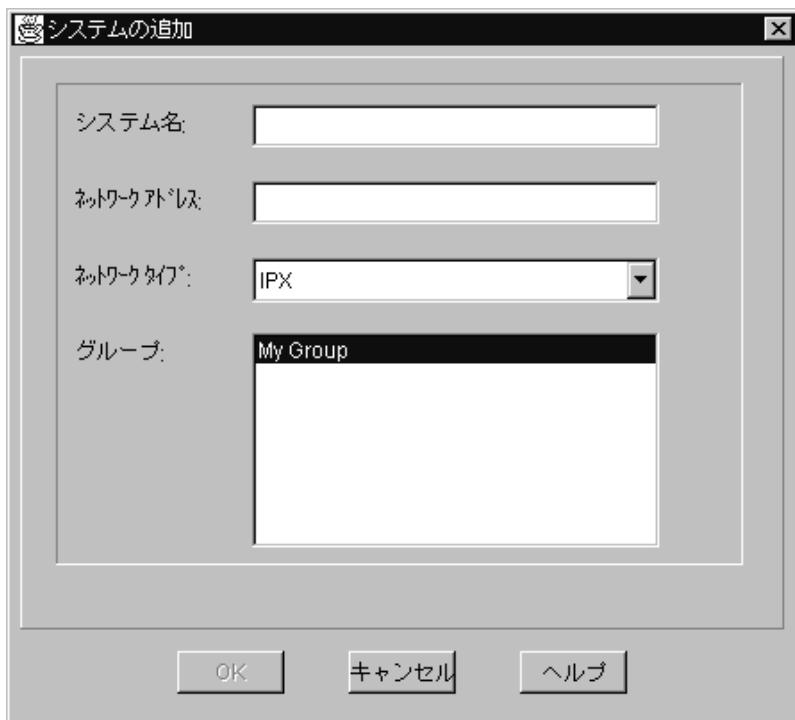 システムの追加
システム名:
ﾈｯﾄﾜｰｸ ｱﾄﾞﾚｽ:
ﾈｯﾄﾜｰｸ ﾀｲﾌﾟ:
IPX
グループ:
My Group
OK キャンセル ヘルプ